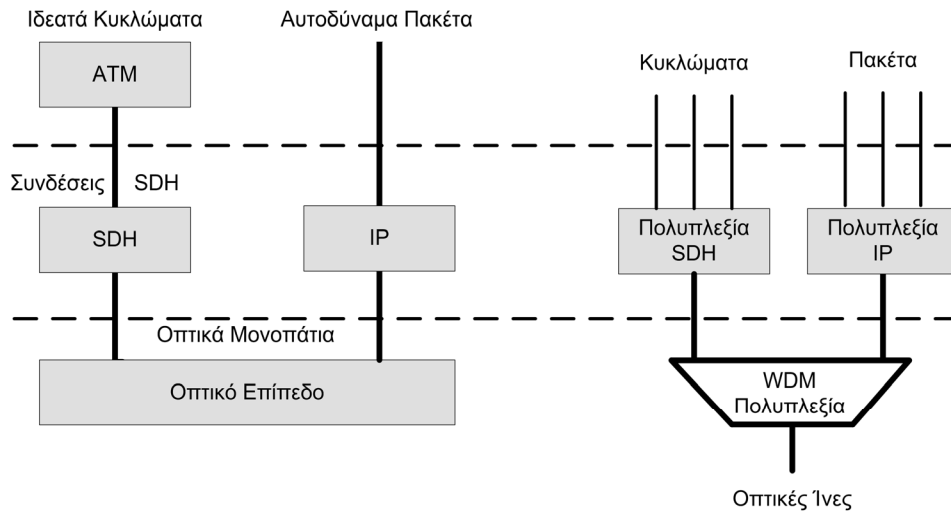 Ιδεατά Κυκλώματα
Αυτοδύναμα Πακέτα
ATM
Κυκλώματα
Πακέτα
Συνδέσεις SDH
SDH
IP
Πολυπλεξία
SDH
Πολυπλεξία
IP
Οπτικά Μονοπάτια
Οπτικό Επίπεδο
WDM
Πολυπλεξία
Οπτικές Ίνες